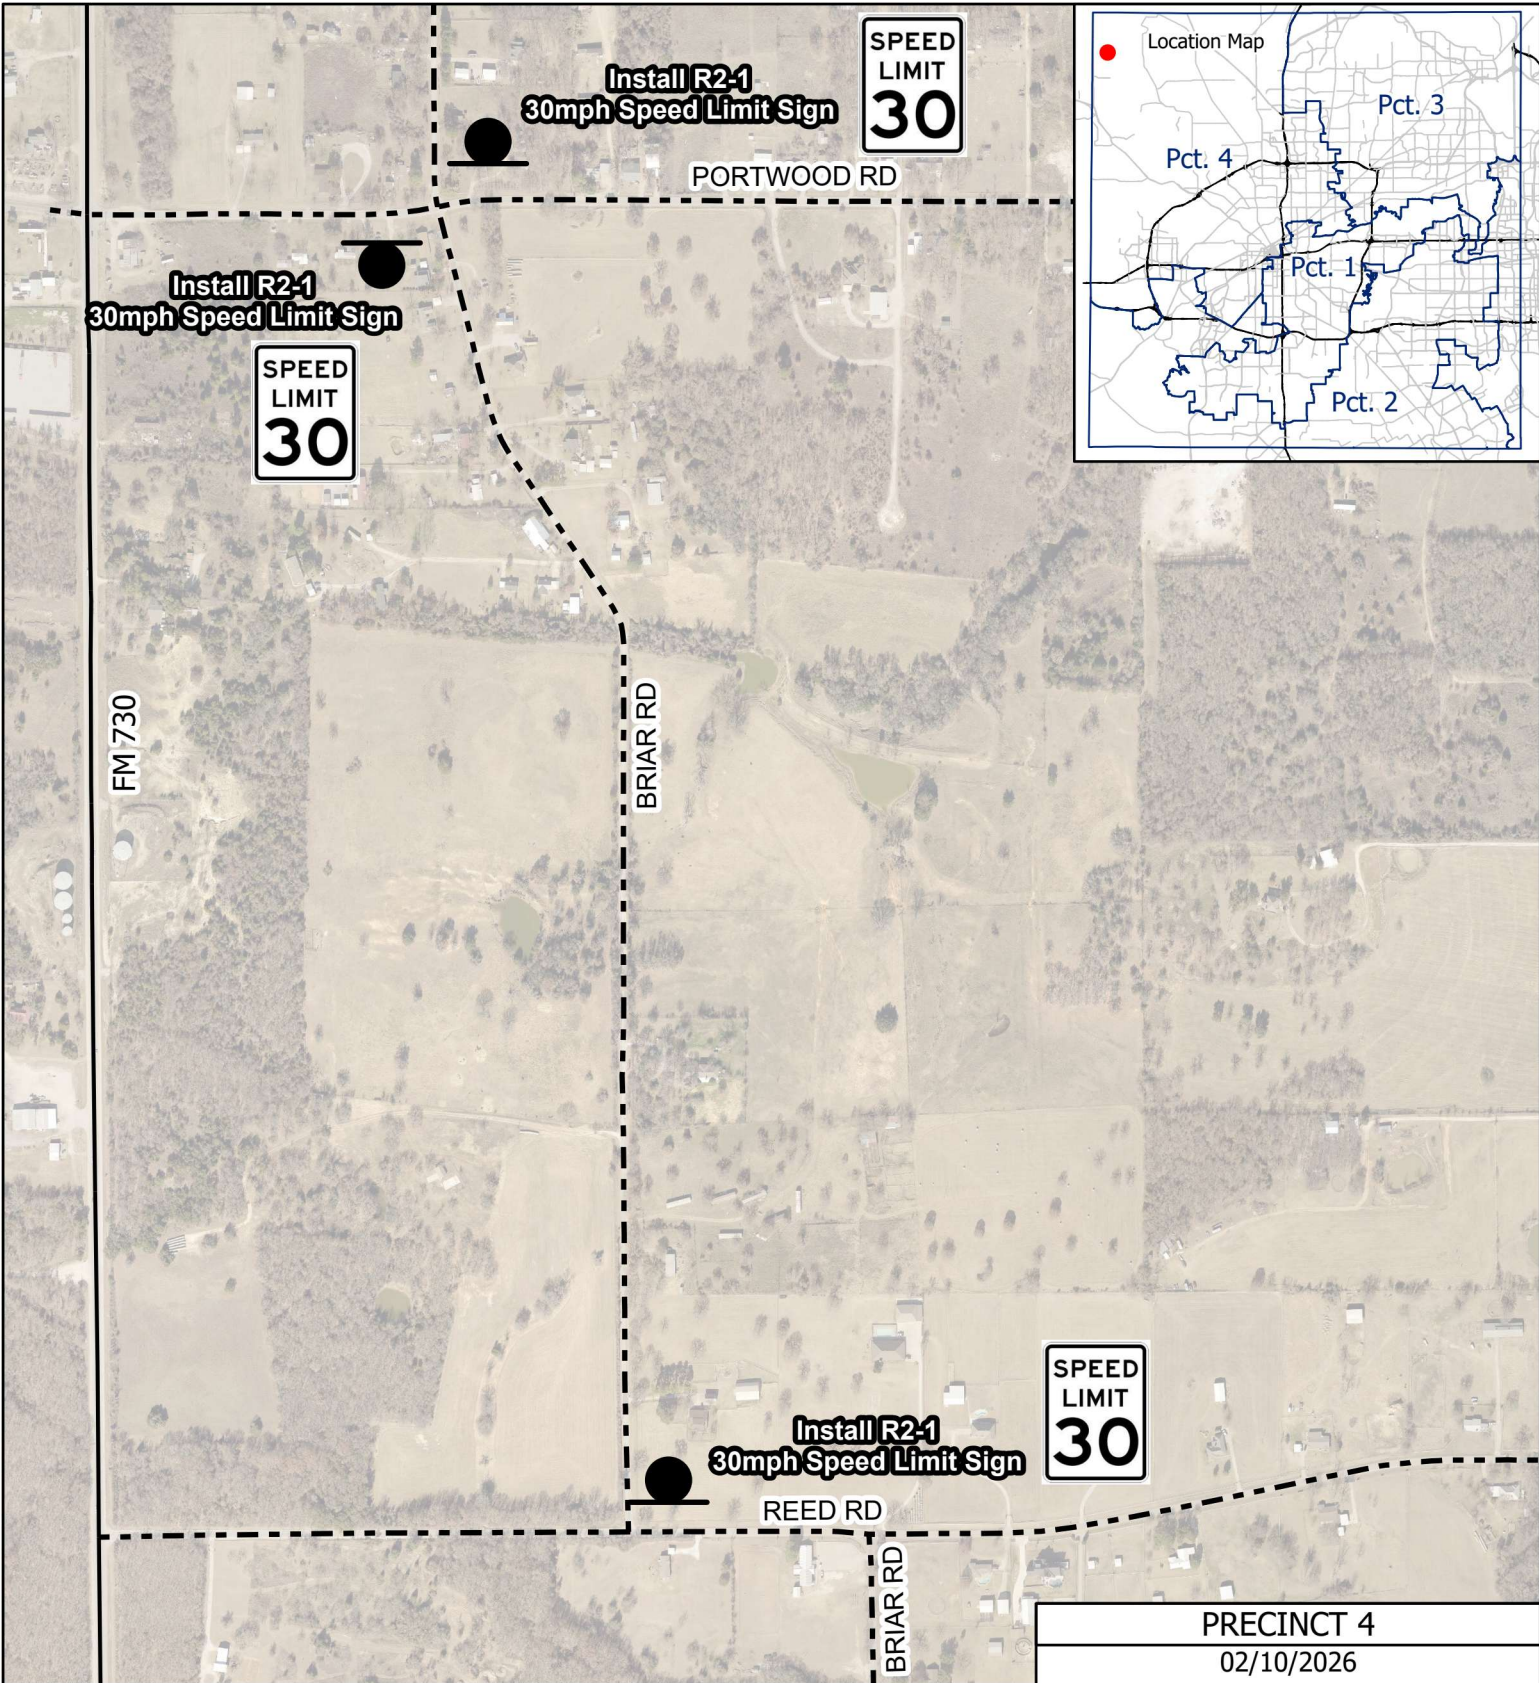 SPEED
LIMIT
30
Install R2-1
30mph Speed Limit Sign
PORTWOOD RD
Location Map
Pct. 3
Pct. 4
Pct. 1
Pct. 2
Install R2-1
30mph Speed Limit Sign
SPEED
LIMIT
30
FM 730
BRIAR RD
SPEED
LIMIT
30
Install R2-1
30mph Speed Limit Sign
REED RD
BRIAR RD
PRECINCT 4
02/10/2026